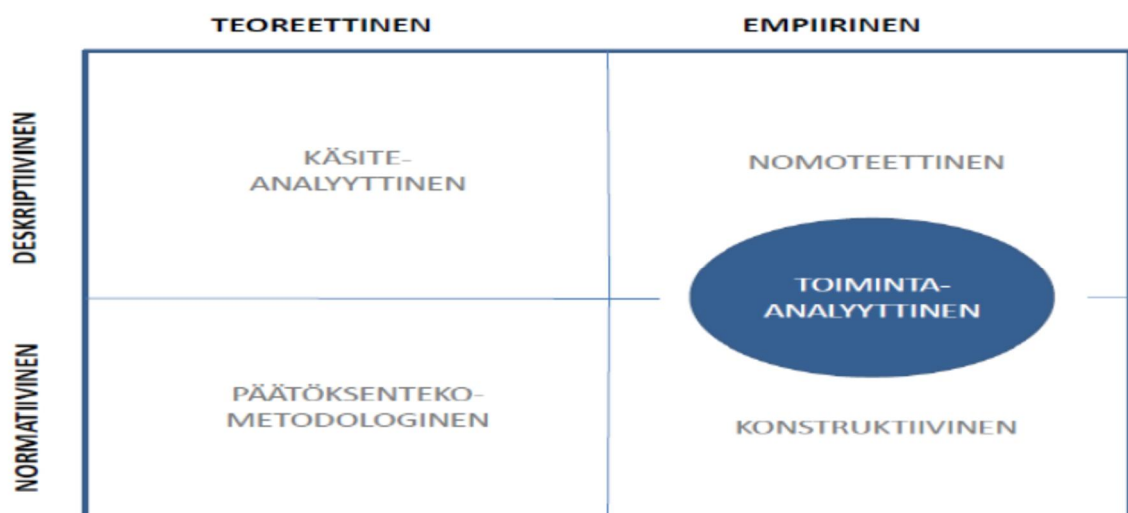 TEOREETTINEN
EMPIIRINEN
DESKRIPTIIVINEN
KÄSITE-
ANALYYTTINEN
NOMOTEETTINEN
TOIMINTA-
ANALYYTTINEN
NORMATIIVINEN
PÄÄTÖKSENTEKO-
METODOLOGINEN
KONSTRUKTIIVINEN